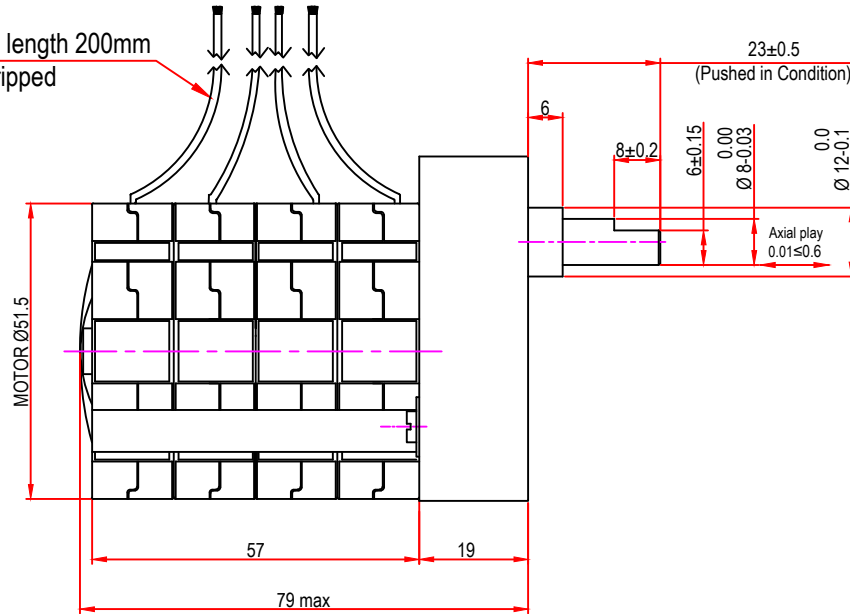 length 200mm
ripped
23±0.5
(Pushed in Condition)
6
8±0,2
6±0.15
0.00
Ø 8-0.03
0.0
Ø 12-0.1
Axial play
0.01≤0.6
MOTOR Ø51.5
57
19
79 max